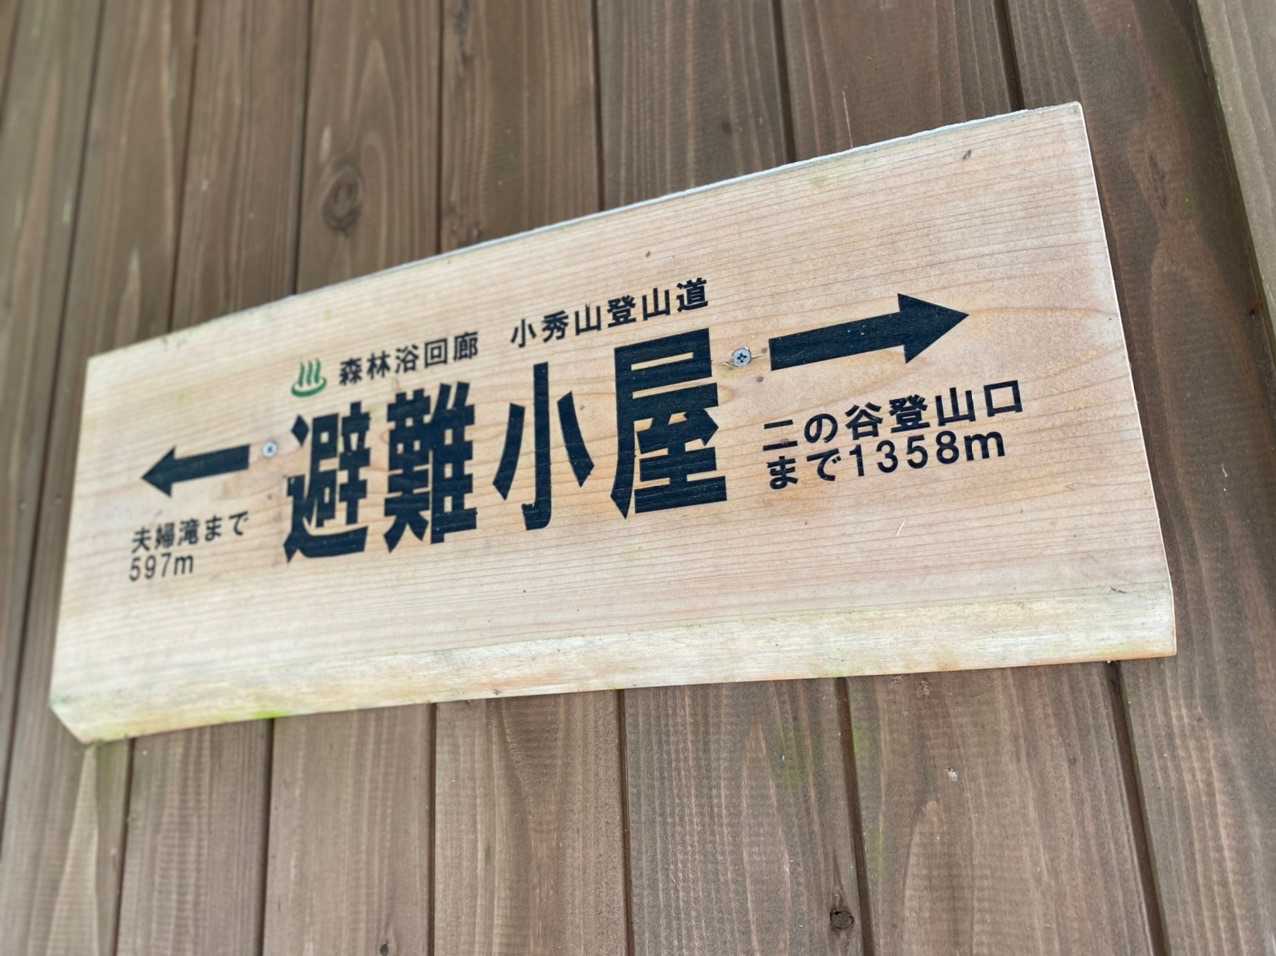 森林浴回廊 小秀山登山道
避難小屋
夫婦滝まで
597m
二の谷登山口
まで1358m